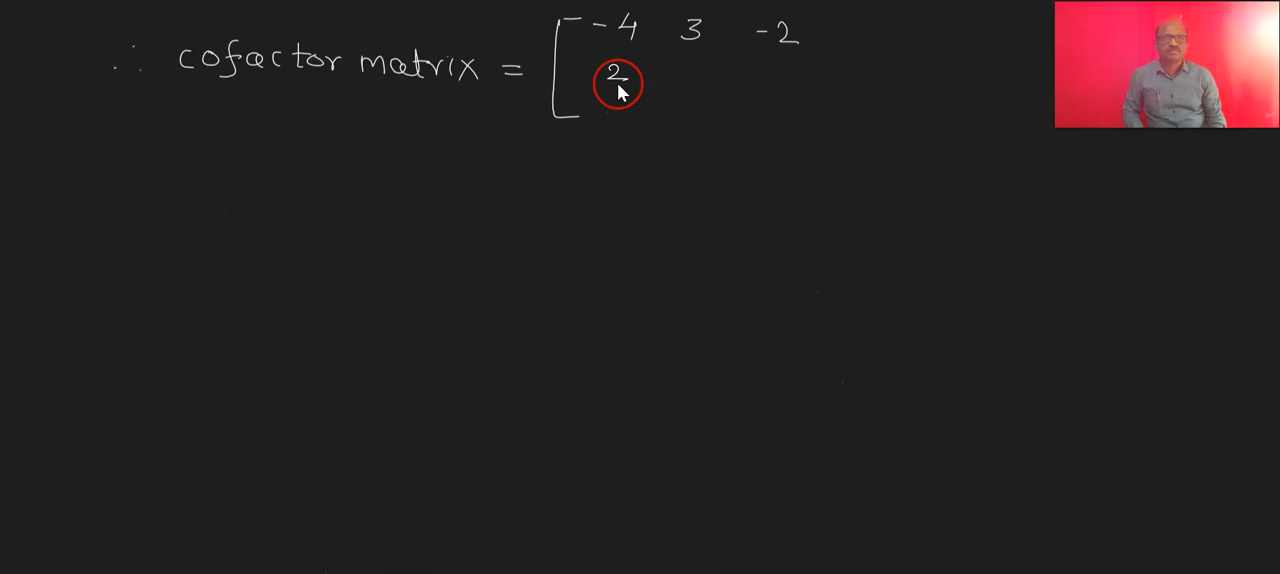 ∴ cofactor matrix = [ -4 3 -2
2